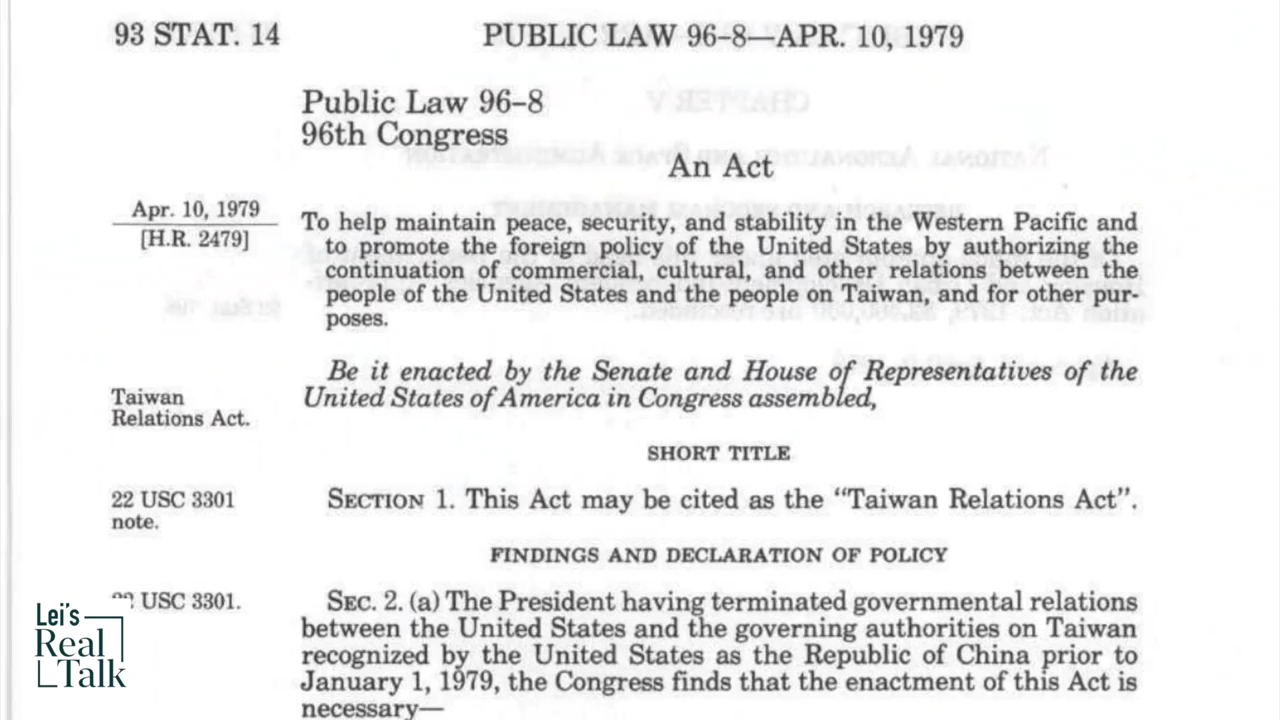 93 STAT. 14
PUBLIC LAW 96-8—APR. 10, 1979
Public Law 96-8
96th Congress
An Act
Apr. 10, 1979
[H.R. 2479]
To help maintain peace, security, and stability in the Western Pacific and
to promote the foreign policy of the United States by authorizing the
continuation of commercial, cultural, and other relations between the
people of the United States and the people on Taiwan, and for other pur-
poses.
Be it enacted by the Senate and House of Representatives of the
United States of America in Congress assembled,
Taiwan
Relations Act.
SHORT TITLE
22 USC 3301
note.
SECTION 1. This Act may be cited as the “Taiwan Relations Act”.
FINDINGS AND DECLARATION OF POLICY
USC 3301.
SEC. 2. (a) The President having terminated governmental relations
between the United States and the governing authorities on Taiwan
recognized by the United States as the Republic of China prior to
January 1, 1979, the Congress finds that the enactment of this Act is
necessary—
Lei's
Real
Talk